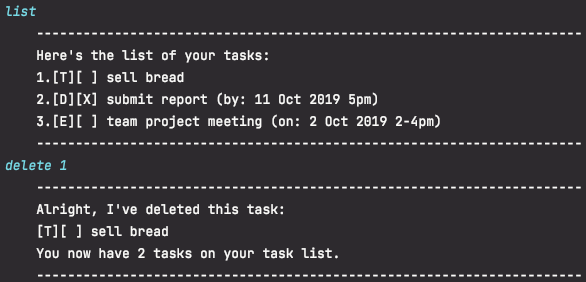 list
--------------------------------------------------------------------
Here's the list of your tasks:
1.[T][ ] sell bread
2.[D][X] submit report (by: 11 Oct 2019 5pm)
3.[E][ ] team project meeting (on: 2 Oct 2019 2-4pm)
--------------------------------------------------------------------
delete 1
--------------------------------------------------------------------
Alright, I've deleted this task:
[T][ ] sell bread
You now have 2 tasks on your task list.
--------------------------------------------------------------------